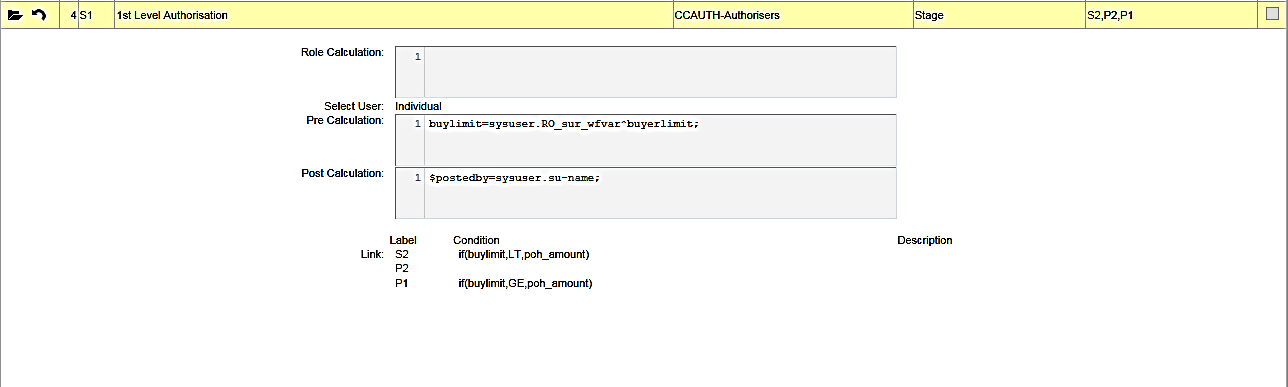 4 S1 1st Level Authorisation CCAUTH-Authorisers Stage S2,P2,P1
Role Calculation: 1
Select User: Individual
Pre Calculation: 1 buylimit=sysuser.RO_sur_wfvar^buyerlimit;
Post Calculation: 1 $postedby=sysuser.su-name;
Label Condition Description
Link: S2 if(buylimit,LT,poh_amount)
P2
P1 if(buylimit,GE,poh_amount)